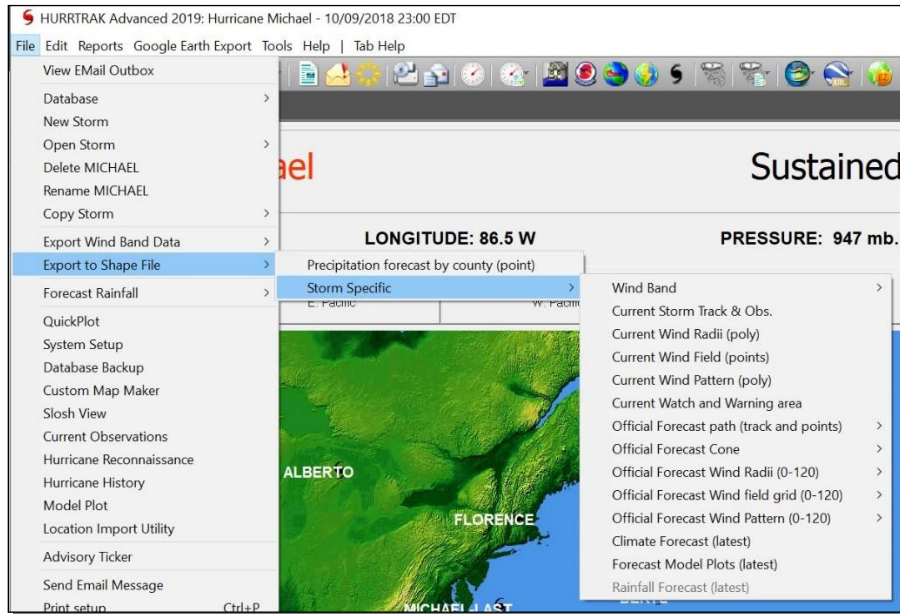 HURRTRAK Advanced 2019: Hurricane Michael - 10/09/2018 23:00 EDT
File Edit Reports Google Earth Export Tools Help | Tab Help
View EMail Outbox
Database >
New Storm
Open Storm >
Delete MICHAEL
Rename MICHAEL
Copy Storm >
Export Wind Band Data >
Export to Shape File >
Forecast Rainfall >
QuickPlot
System Setup
Database Backup
Custom Map Maker
Slosh View
Current Observations
Hurricane Reconnaissance
Hurricane History
Model Plot
Location Import Utility
Advisory Ticker
Send Email Message
Print setup Ctrl+P
ael
Sustained
LONGITUDE: 86.5 W
PRESSURE: 947 mb.
Precipitation forecast by county (point)
Storm Specific >
E. Pacific
W. Pacific
Wind Band >
Current Storm Track & Obs.
Current Wind Radii (poly)
Current Wind Field (points)
Current Wind Pattern (poly)
Current Watch and Warning area
Official Forecast path (track and points) >
Official Forecast Cone >
Official Forecast Wind Radii (0-120) >
Official Forecast Wind field grid (0-120) >
Official Forecast Wind Pattern (0-120) >
Climate Forecast (latest)
Forecast Model Plots (latest)
Rainfall Forecast (latest)
ALBERTO
FLORENCE
MICHAEL-LAST